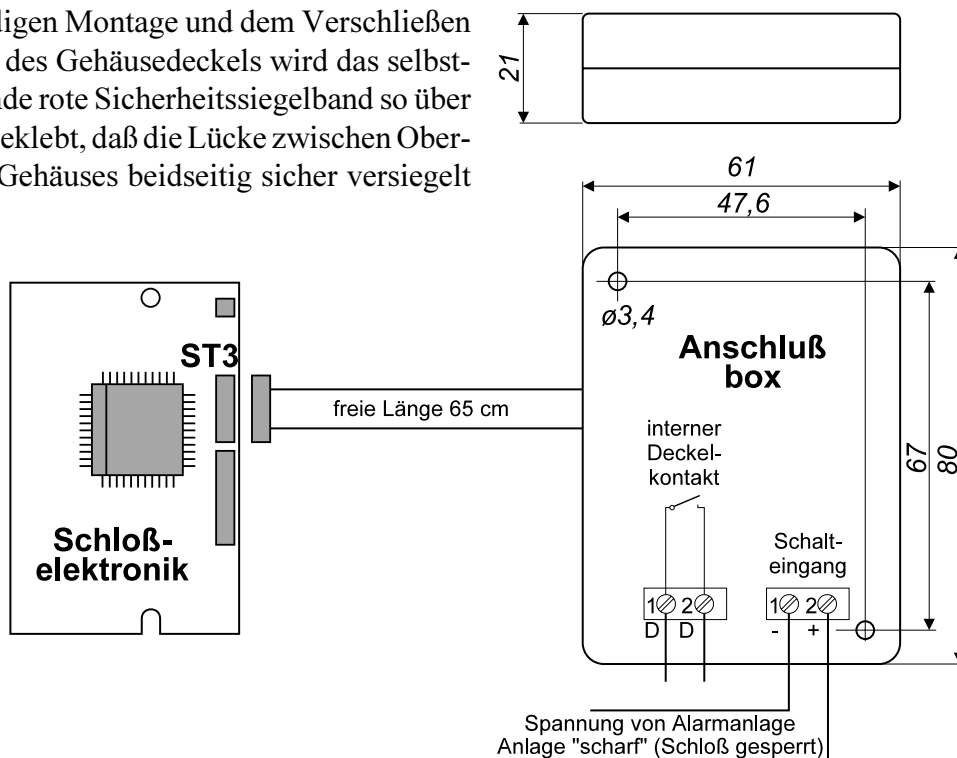 digen Montage und dem Verschließen
des Gehäusedeckels wird das selbst-
nde rote Sicherheitssiegelband so über
eklebt, daß die Lücke zwischen Ober-
Gehäuses beidseitig sicher versiegelt
21
61
47,6
ø3,4
Anschluß
box
ST3
freie Länge 65 cm
interner
Deckel-
kontakt
67
80
Schloß-
elektronik
Schalt-
eingang
1 2
D D
1 2
- +
Spannung von Alarmanlage
Anlage "scharf" (Schloß gesperrt)